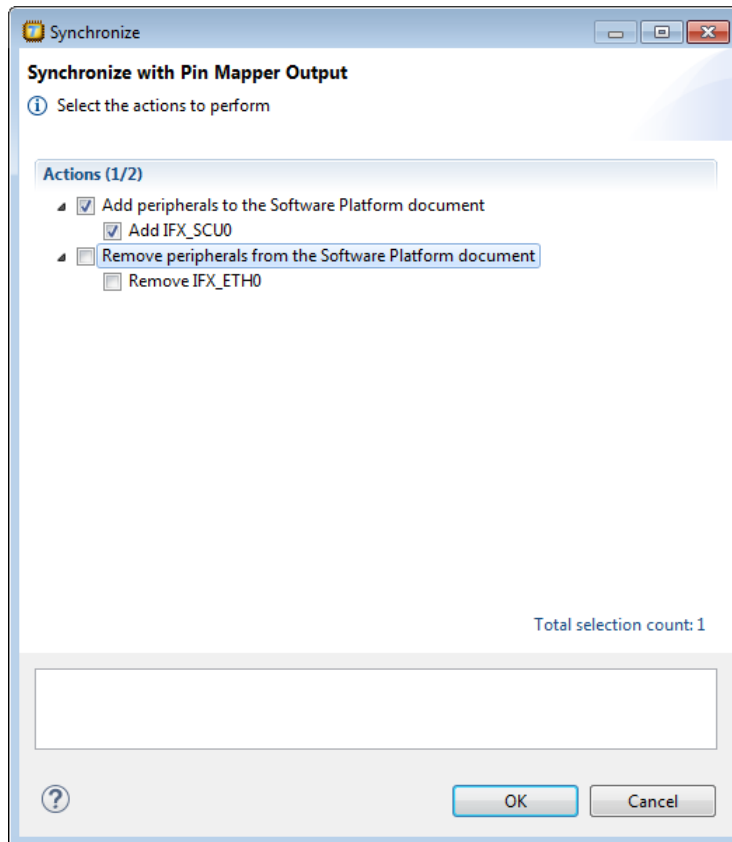 Synchronize
Synchronize with Pin Mapper Output
Select the actions to perform
Actions (1/2)
Add peripherals to the Software Platform document
Add IFX_SCU0
Remove peripherals from the Software Platform document
Remove IFX_ETH0
Total selection count: 1
OK Cancel